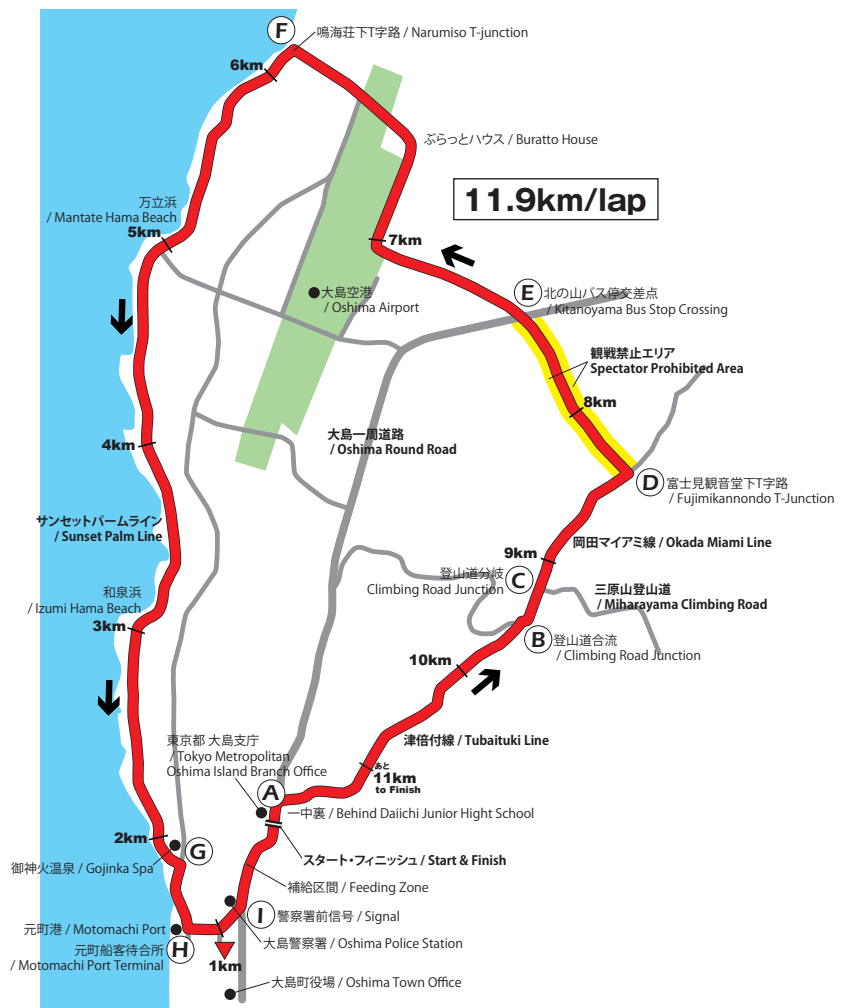 F
鳴海荘下T字路 / Narumiso T-junction
6km
ぶらっとハウス / Buratto House
11.9km/lap
万立浜
/ Mantate Hama Beach
5km
7km
E
北の山バス停交差点
/ Kitanoyama Bus Stop Crossing
大島空港
/ Oshima Airport
観戦禁止エリア
Spectator Prohibited Area
8km
4km
大島一周道路
/ Oshima Round Road
D
富士見観音堂下T字路
/ Fujimikannondo T-Junction
サンセットパームライン
/ Sunset Palm Line
岡田マイアミ線 / Okada Miami Line
9km
登山道分岐
Climbing Road Junction
C
三原山登山道
/ Miharayama Climbing Road
和泉浜
/ Izumi Hama Beach
3km
B
登山道合流
/ Climbing Road Junction
10km
東京都 大島支庁
/ Tokyo Metropolitan
Oshima Island Branch Office
津倍付線 / Tubaituki Line
あと
11km
to Finish
A
一中裏 / Behind Daiichi Junior Hight School
2km
G
御神火温泉 / Gojinka Spa
スタート・フィニッシュ / Start & Finish
補給区間 / Feeding Zone
I
警察署前信号 / Signal
元町港 / Motomachi Port
H
元町船客待合所
/ Motomachi Port Terminal
大島警察署 / Oshima Police Station
1km
大島町役場 / Oshima Town Office